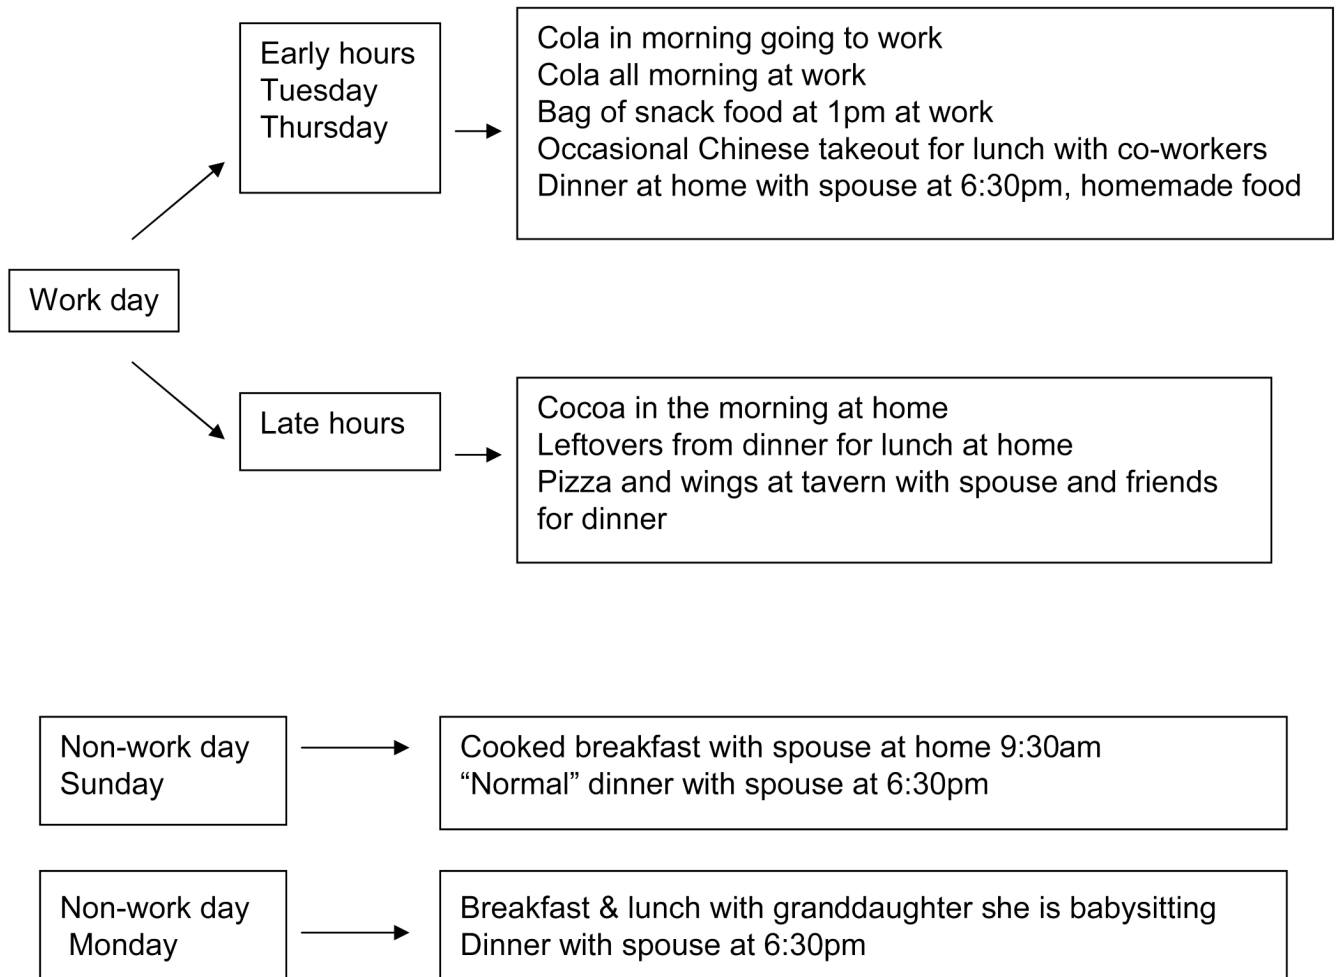 Early hours
Tuesday
Thursday
Cola in morning going to work
Cola all morning at work
Bag of snack food at 1pm at work
Occasional Chinese takeout for lunch with co-workers
Dinner at home with spouse at 6:30pm, homemade food
Work day
Late hours
Cocoa in the morning at home
Leftovers from dinner for lunch at home
Pizza and wings at tavern with spouse and friends
for dinner
Non-work day
Sunday
Cooked breakfast with spouse at home 9:30am
“Normal” dinner with spouse at 6:30pm
Non-work day
Monday
Breakfast & lunch with granddaughter she is babysitting
Dinner with spouse at 6:30pm